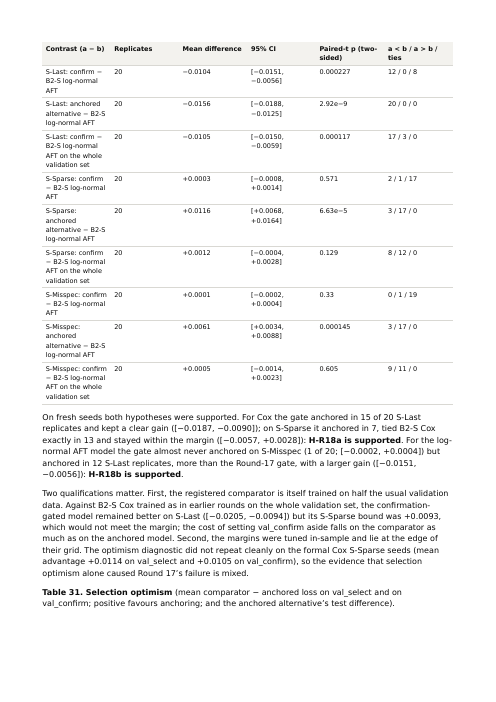 Contrast (a − b) Replicates Mean difference 95% CI Paired-t p (two-sided) a < b / a > b / ties
S-Last: confirm − B2-S log-normal AFT 20 −0.0104 [−0.0151, −0.0056] 0.000227 12 / 0 / 8
S-Last: anchored alternative − B2-S log-normal AFT 20 −0.0156 [−0.0188, −0.0125] 2.92e−9 20 / 0 / 0
S-Last: confirm − B2-S log-normal AFT on the whole validation set 20 −0.0105 [−0.0150, −0.0059] 0.000117 17 / 3 / 0
S-Sparse: confirm − B2-S log-normal AFT 20 +0.0003 [−0.0008, +0.0014] 0.571 2 / 1 / 17
S-Sparse: anchored alternative − B2-S log-normal AFT 20 +0.0116 [+0.0068, +0.0164] 6.63e−5 3 / 17 / 0
S-Sparse: confirm − B2-S log-normal AFT on the whole validation set 20 +0.0012 [−0.0004, +0.0028] 0.129 8 / 12 / 0
S-Misspec: confirm − B2-S log-normal AFT 20 +0.0001 [−0.0002, +0.0004] 0.33 0 / 1 / 19
S-Misspec: anchored alternative − B2-S log-normal AFT 20 +0.0061 [+0.0034, +0.0088] 0.000145 3 / 17 / 0
S-Misspec: confirm − B2-S log-normal AFT on the whole validation set 20 +0.0005 [−0.0014, +0.0023] 0.605 9 / 11 / 0
On fresh seeds both hypotheses were supported. For Cox the gate anchored in 15 of 20 S-Last
replicates and kept a clear gain ([−0.0187, −0.0090]); on S-Sparse it anchored in 7, tied B2-S Cox
exactly in 13 and stayed within the margin ([−0.0057, +0.0028]): H-R18a is supported. For the log-
normal AFT model the gate almost never anchored on S-Misspec (1 of 20; [−0.0002, +0.0004]) but
anchored in 12 S-Last replicates, more than the Round-17 gate, with a larger gain ([−0.0151,
−0.0056]): H-R18b is supported.
Two qualifications matter. First, the registered comparator is itself trained on half the usual validation
data. Against B2-S Cox trained as in earlier rounds on the whole validation set, the confirmation-
gated model remained better on S-Last ([−0.0205, −0.0094]) but its S-Sparse bound was +0.0093,
which would not meet the margin; the cost of setting val_confirm aside falls on the comparator as
much as on the anchored model. Second, the margins were tuned in-sample and lie at the edge of
their grid. The optimism diagnostic did not repeat cleanly on the formal Cox S-Sparse seeds (mean
advantage +0.0114 on val_select and +0.0105 on val_confirm), so the evidence that selection
optimism alone caused Round 17's failure is mixed.
Table 31. Selection optimism (mean comparator − anchored loss on val_select and on
val_confirm; positive favours anchoring; and the anchored alternative's test difference).